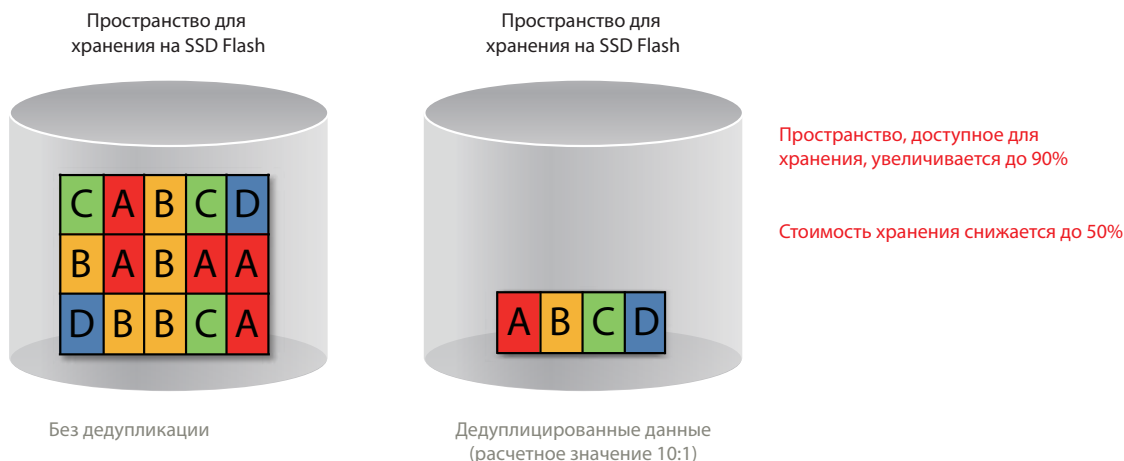 Пространство для
хранения на SSD Flash
Пространство для
хранения на SSD Flash
C A B C D
B A B A A
D B B C A
A B C D
Пространство, доступное для
хранения, увеличивается до 90%
Стоимость хранения снижается до 50%
Без дедупликации
Дедуплицированные данные
(расчетное значение 10:1)